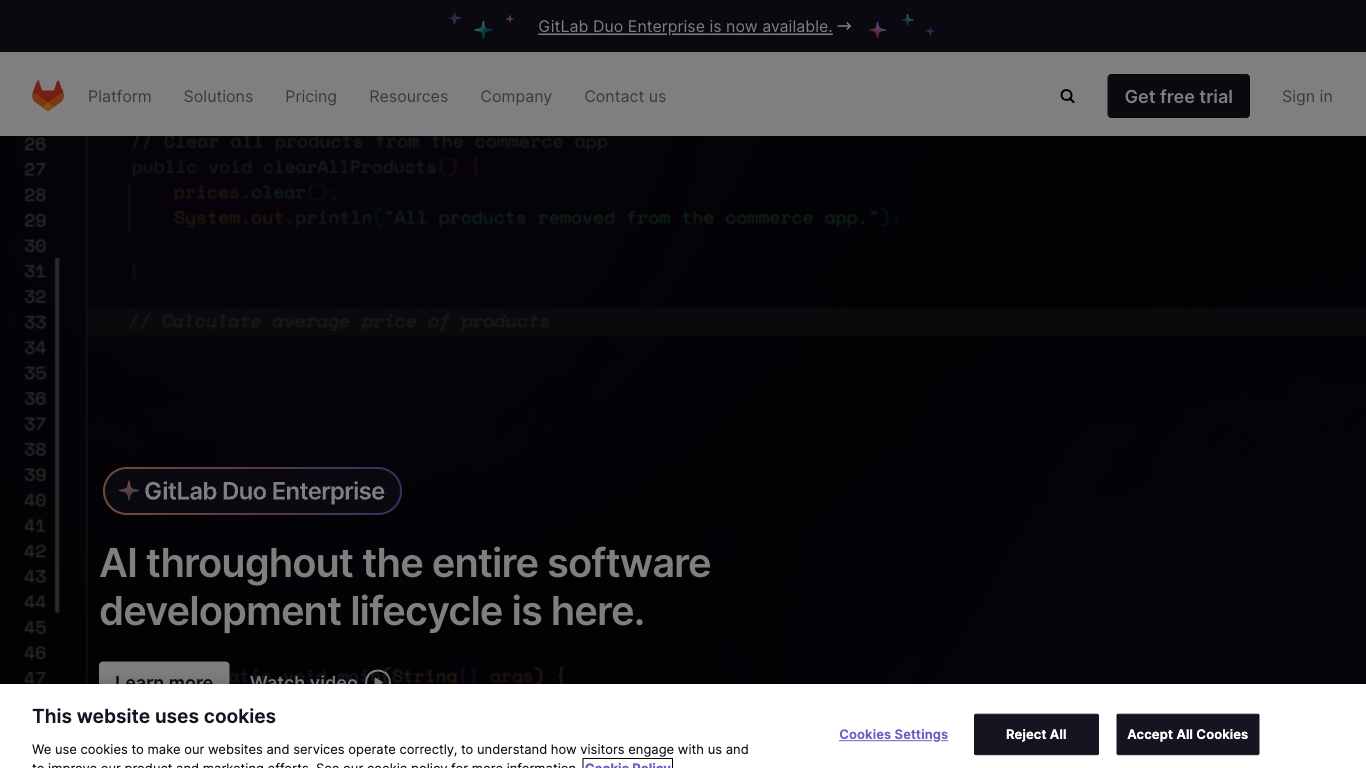 GitLab Duo Enterprise is now available. →
Platform Solutions Pricing Resources Company Contact us Get free trial Sign in
26 // Clear all products from the commerce app
27 public void clearAllProducts() {
28 prices.clear();
29 System.out.println("All products removed from the commerce app.");
30
31 }
32
33 // Calculate average price of products
34
35
36
37
38
39
40
41
42
43
44
45
46
47
GitLab Duo Enterprise
AI throughout the entire software
development lifecycle is here.
Learn more Watch video (String[] args) {
This website uses cookies
We use cookies to make our websites and services operate correctly, to understand how visitors engage with us and
to improve our product and marketing efforts. See our cookie policy for more information. Cookie Policy
Cookies Settings Reject All Accept All Cookies